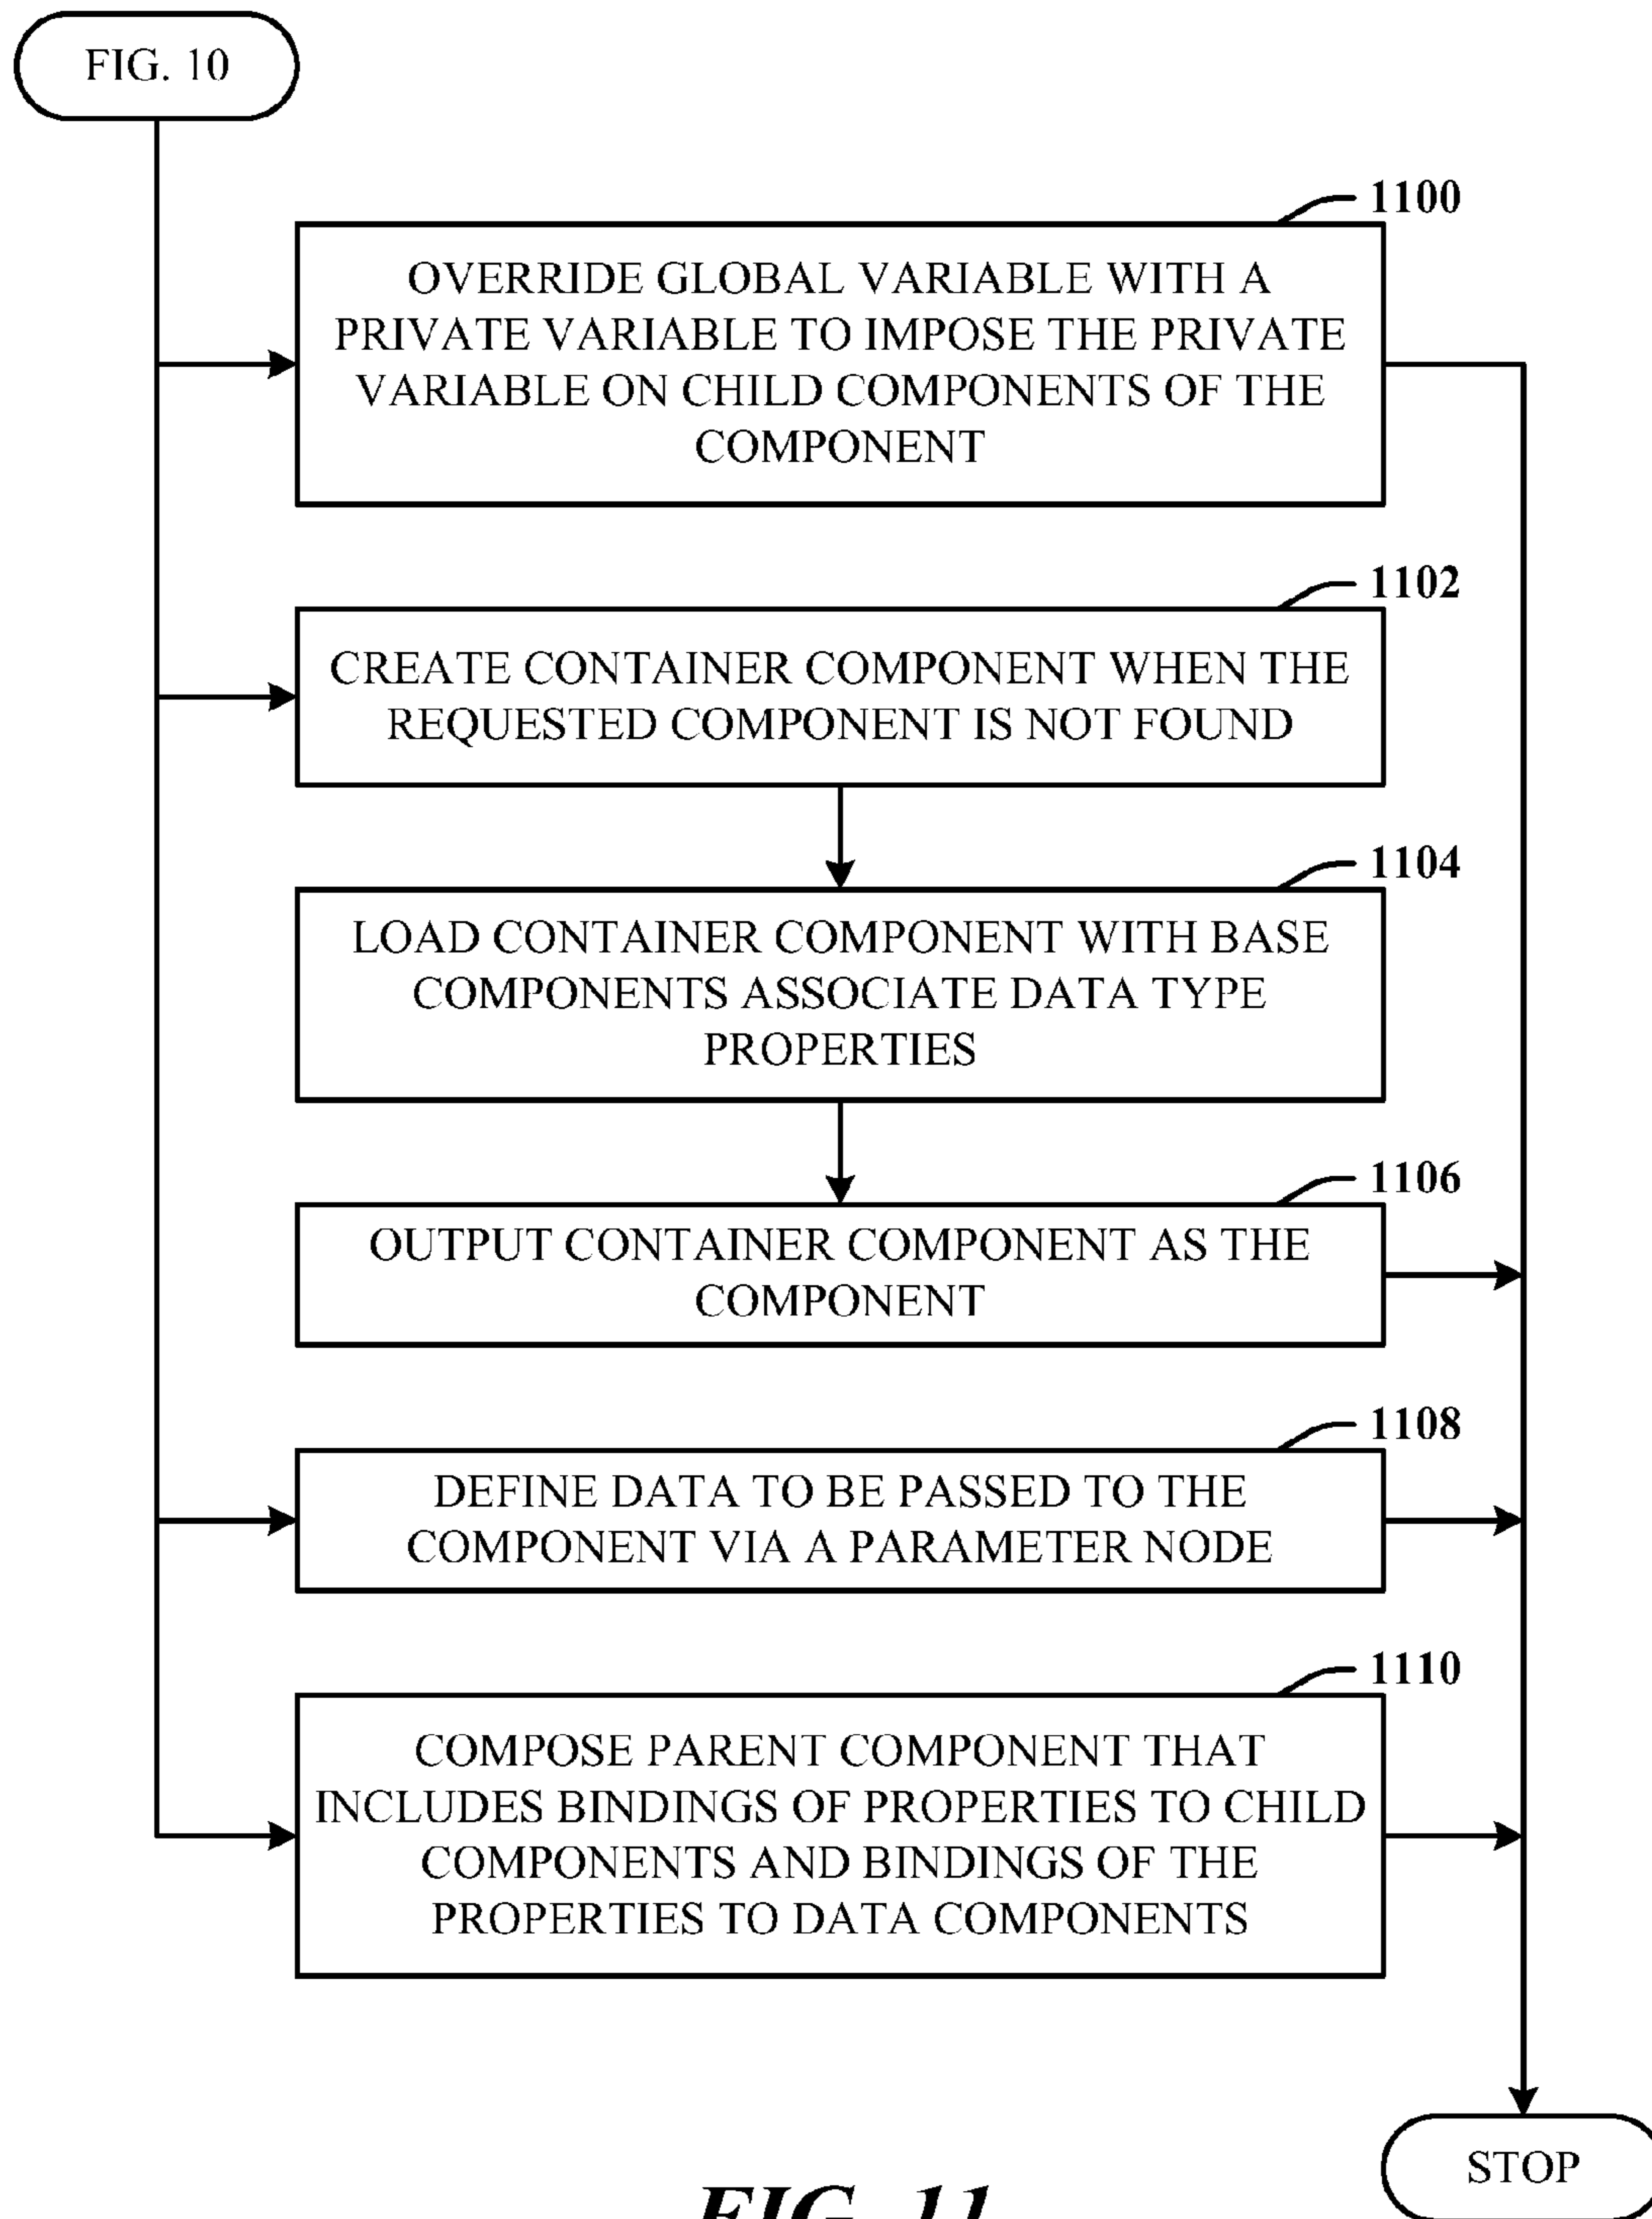 FIG. 10
1100
OVERRIDE GLOBAL VARIABLE WITH A
PRIVATE VARIABLE TO IMPOSE THE PRIVATE
VARIABLE ON CHILD COMPONENTS OF THE
COMPONENT
1102
CREATE CONTAINER COMPONENT WHEN THE
REQUESTED COMPONENT IS NOT FOUND
1104
LOAD CONTAINER COMPONENT WITH BASE
COMPONENTS ASSOCIATE DATA TYPE
PROPERTIES
1106
OUTPUT CONTAINER COMPONENT AS THE
COMPONENT
1108
DEFINE DATA TO BE PASSED TO THE
COMPONENT VIA A PARAMETER NODE
1110
COMPOSE PARENT COMPONENT THAT
INCLUDES BINDINGS OF PROPERTIES TO CHILD
COMPONENTS AND BINDINGS OF THE
PROPERTIES TO DATA COMPONENTS
STOP
FIG. 11